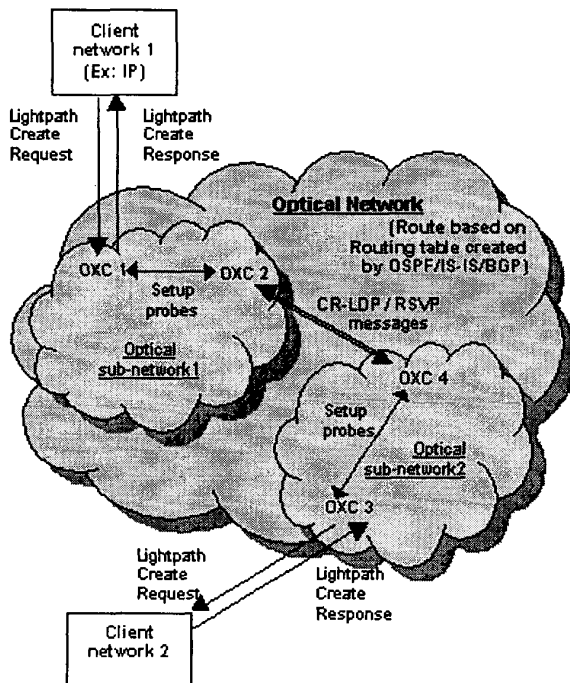 Client
network 1
(Ex: IP)
Lightpath
Create
Request
Lightpath
Create
Response
Optical Network
(Route based on
Routing table created
by OSPF/IS-IS/BGP)
OXC 1
OXC 2
Setup
probes
CR-LDP / RSVP
messages
Optical
sub-network1
OXC 4
Setup
probes
Optical
sub-network2
OXC 3
Lightpath
Create
Request
Lightpath
Create
Response
Client
network 2